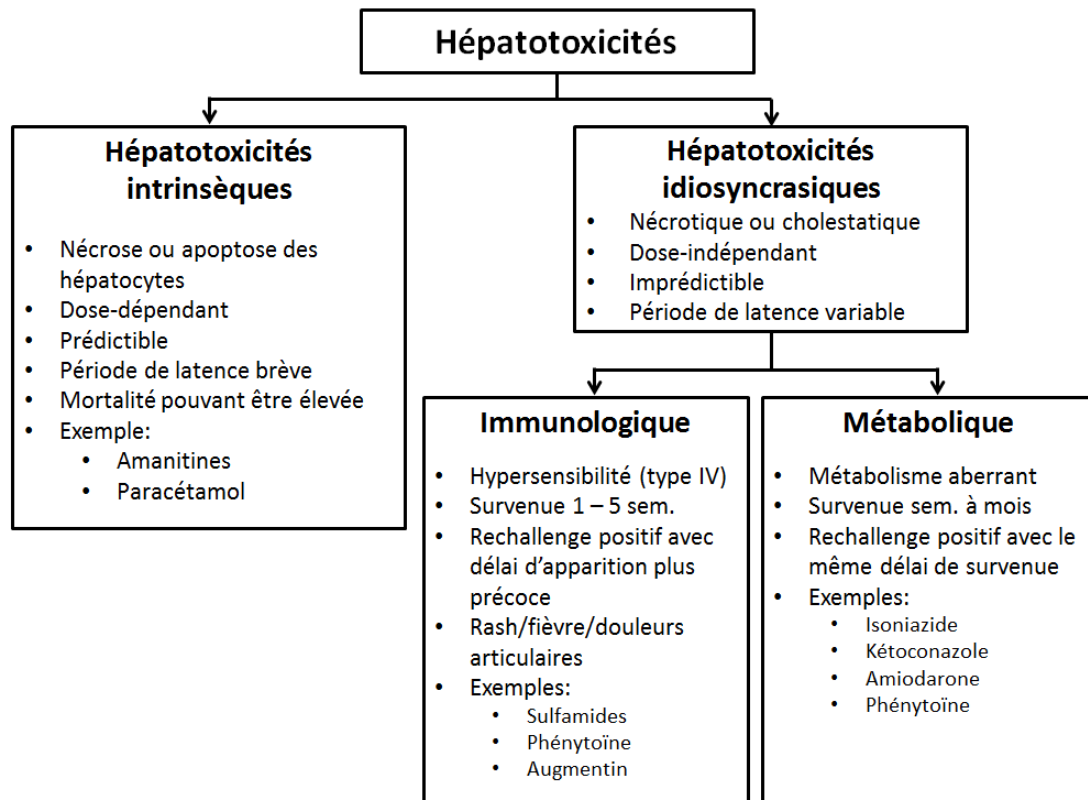 Hépatotoxicités
Hépatotoxicités
intrinsèques
• Nécrose ou apoptose des
hépatocytes
• Dose-dépendant
• Prédictible
• Période de latence brève
• Mortalité pouvant être élevée
• Exemple:
• Amanitines
• Paracétamol
Hépatotoxicités
idiosyncrasiques
• Nécrotique ou cholestatique
• Dose-indépendant
• Imprédictible
• Période de latence variable
Immunologique
• Hypersensibilité (type IV)
• Survenue 1 – 5 sem.
• Rechallenge positif avec
délai d'apparition plus
précoce
• Rash/fièvre/douleurs
articulaires
• Exemples:
• Sulfamides
• Phénytoïne
• Augmentin
Métabolique
• Métabolisme aberrant
• Survenue sem. à mois
• Rechallenge positif avec le
même délai de survenue
• Exemples:
• Isoniazide
• Kétoconazole
• Amiodarone
• Phénytoïne